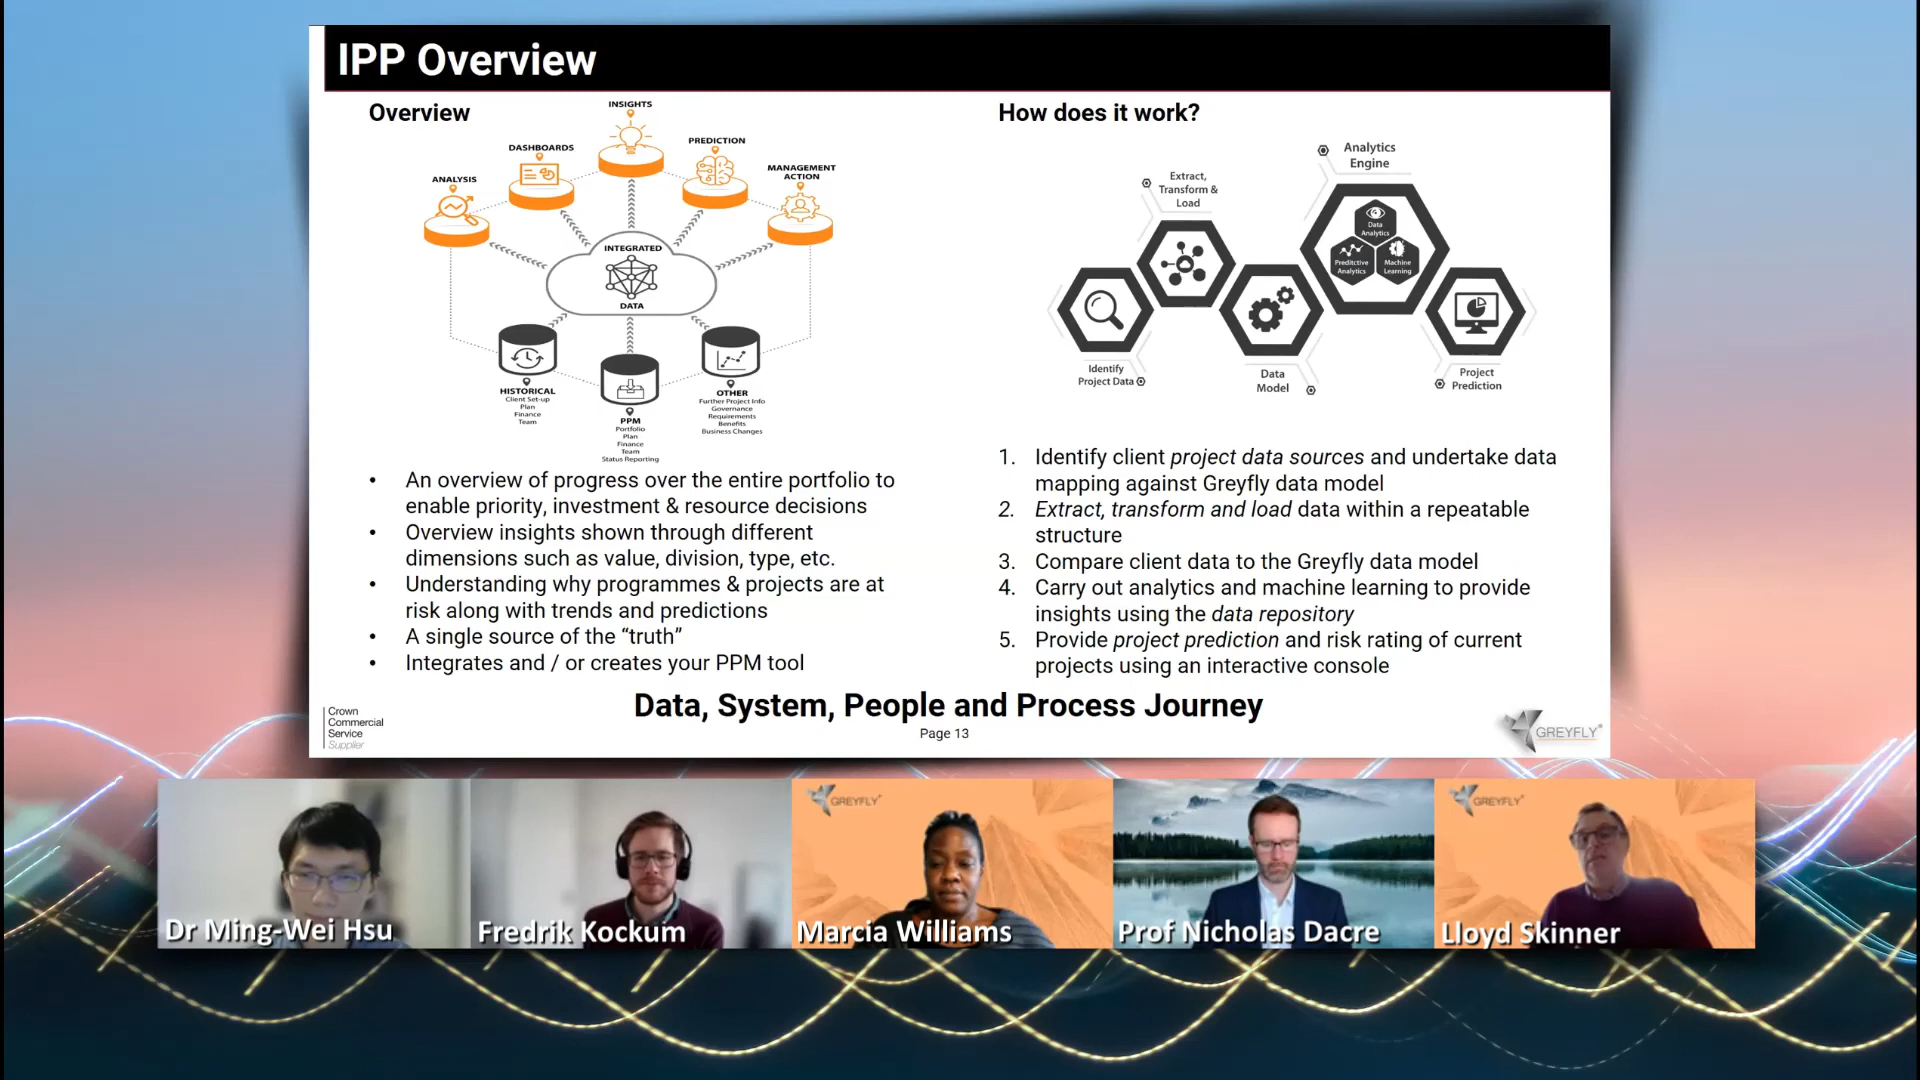 IPP Overview
Overview
INSIGHTS
DASHBOARDS
PREDICTION
ANALYSIS
MANAGEMENT
ACTION
INTEGRATED
DATA
HISTORICAL
Client Set-up
Plan
Finance
Team
PPM
Portfolio
Plan
Finance
Team
Status Reporting
OTHER
Further Project Info
Governance
Requirements
Benefits
Business Changes
• An overview of progress over the entire portfolio to
enable priority, investment & resource decisions
• Overview insights shown through different
dimensions such as value, division, type, etc.
• Understanding why programmes & projects are at
risk along with trends and predictions
• A single source of the “truth”
• Integrates and / or creates your PPM tool
How does it work?
Analytics
Engine
Extract,
Transform &
Load
Data
Analytics
Preditctive
Analytics
Machine
Learning
Identify
Project Data
Data
Model
Project
Prediction
1. Identify client project data sources and undertake data
mapping against Greyfly data model
2. Extract, transform and load data within a repeatable
structure
3. Compare client data to the Greyfly data model
4. Carry out analytics and machine learning to provide
insights using the data repository
5. Provide project prediction and risk rating of current
projects using an interactive console
Data, System, People and Process Journey
Page 13
Crown
Commercial
Service
Supplier
GREYFLY®
Dr Ming-Wei Hsu
Fredrik Kockum
GREYFLY
Marcia Williams
Prof Nicholas Dacre
GREYFLY
Lloyd Skinner